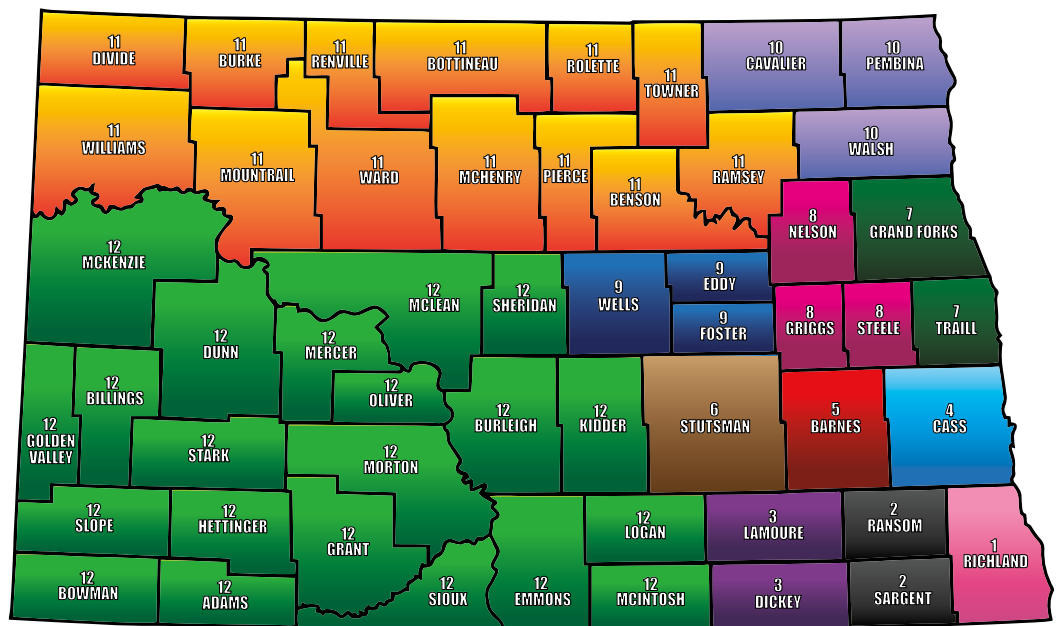 11
DIVIDE
11
BURKE
11
RENVILLE
11
BOTTINEAU
11
ROLETTE
11
TOWNER
10
CAVALIER
10
PEMBINA
11
WILLIAMS
11
MOUNTRAIL
11
WARD
11
MCHENRY
11
PIERCE
11
BENSON
11
RAMSEY
10
WALSH
12
MCKENZIE
12
DUNN
12
MCLEAN
12
SHERIDAN
9
WELLS
9
EDDY
9
FOSTER
8
NELSON
7
GRAND FORKS
8
GRIGGS
8
STEELE
7
TRAILL
12
MERCER
12
OLIVER
12
GOLDEN
VALLEY
12
BILLINGS
12
STARK
12
MORTON
12
BURLEIGH
12
KIDDER
6
STUTSMAN
5
BARNES
4
CASS
12
SLOPE
12
HETTINGER
12
GRANT
12
BOWMAN
12
ADAMS
12
SIOUX
12
EMMONS
12
LOGAN
12
MCINTOSH
3
LAMOURE
3
DICKEY
2
RANSOM
2
SARGENT
1
RICHLAND